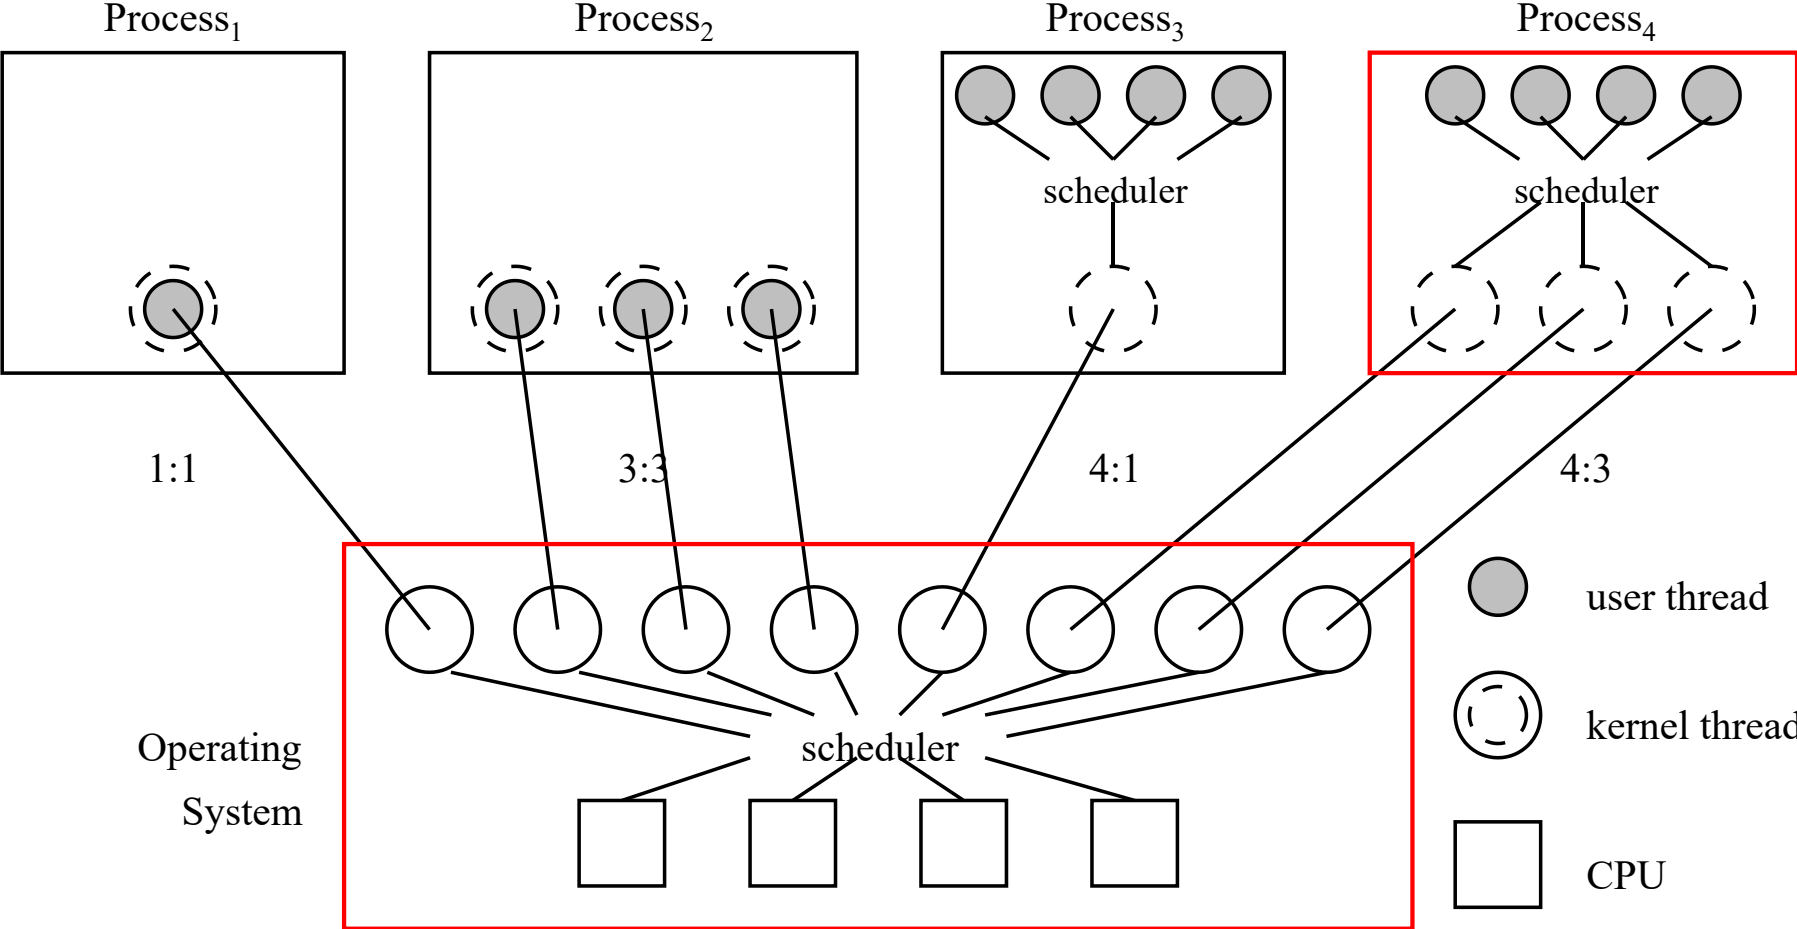 Process1
Process2
Process3
Process4
scheduler
scheduler
1:1
3:3
4:1
4:3
user thread
kernel thread
Operating
System
scheduler
CPU